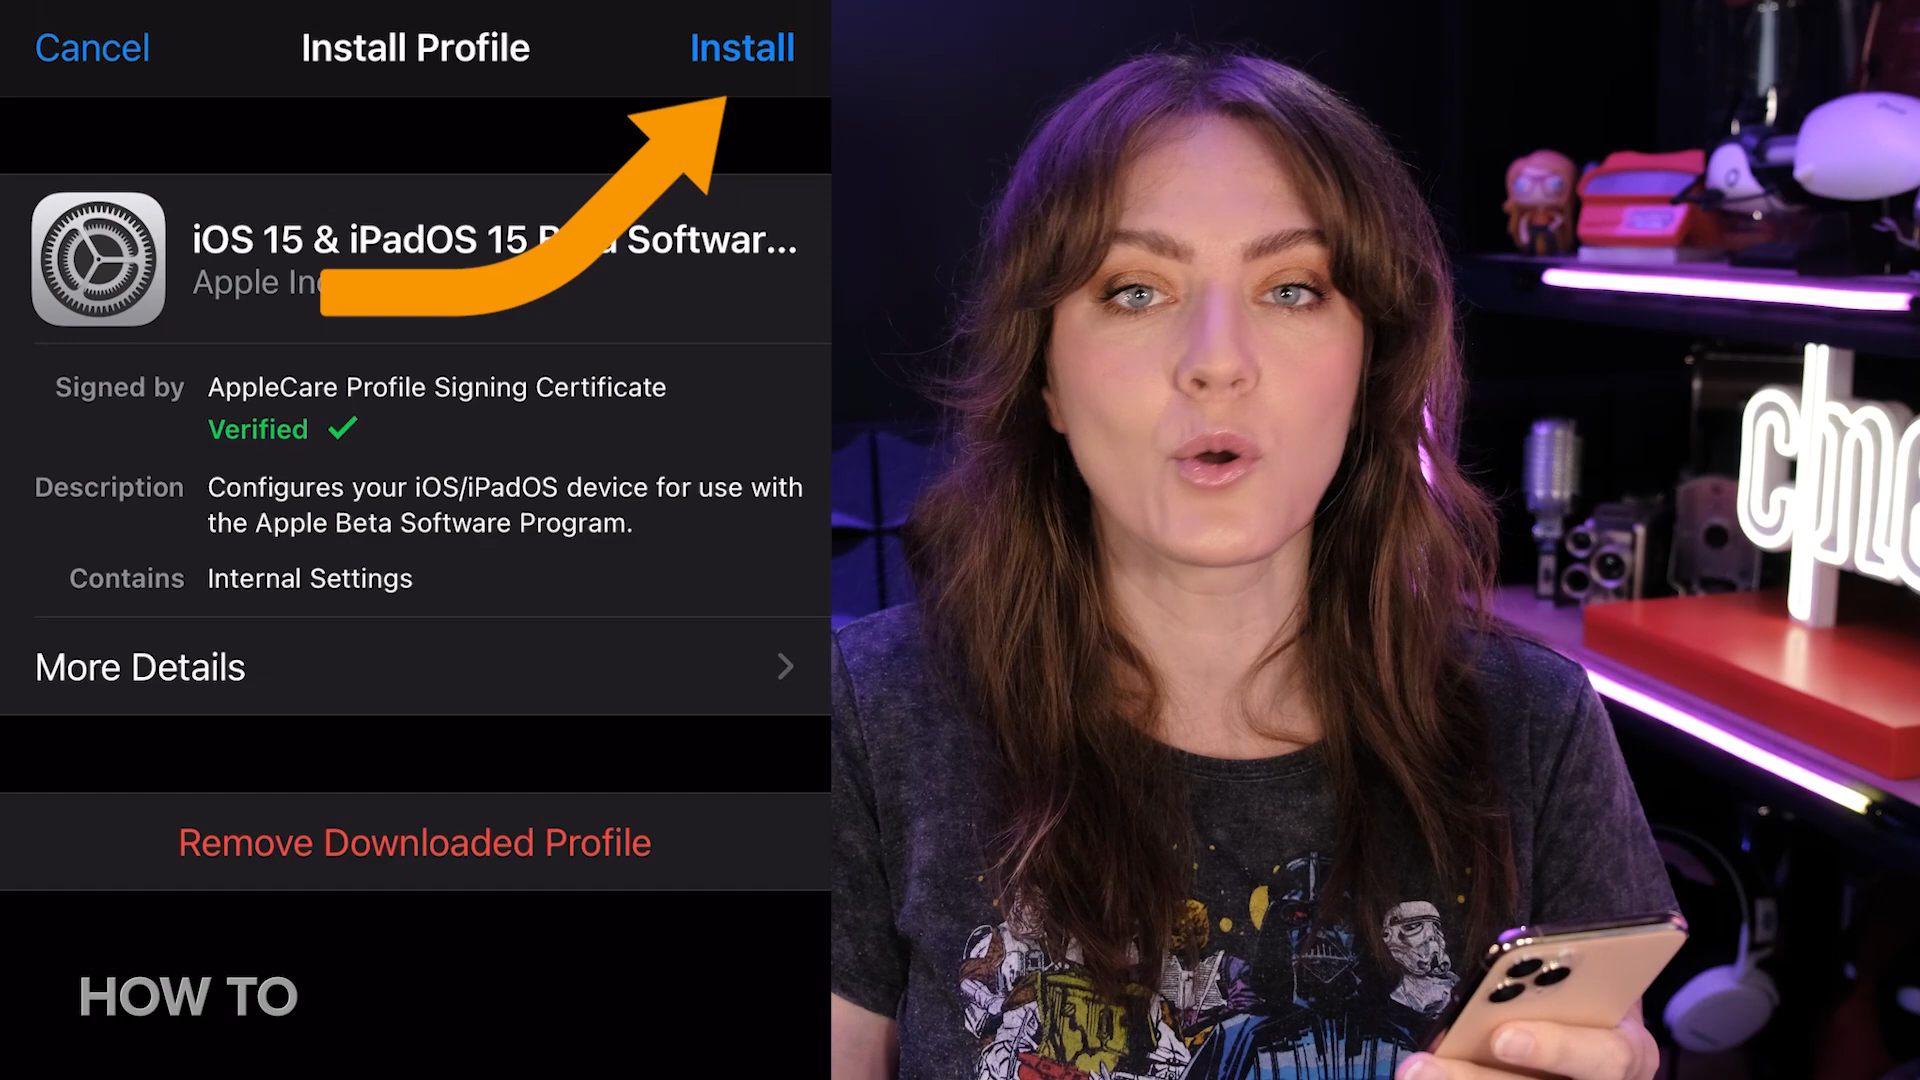 Cancel Install Profile Install
iOS 15 & iPadOS 15 Softwar...
Apple
Signed by AppleCare Profile Signing Certificate
Verified ✓
Description Configures your iOS/iPadOS device for use with
the Apple Beta Software Program.
Contains Internal Settings
More Details
Remove Downloaded Profile
HOW TO